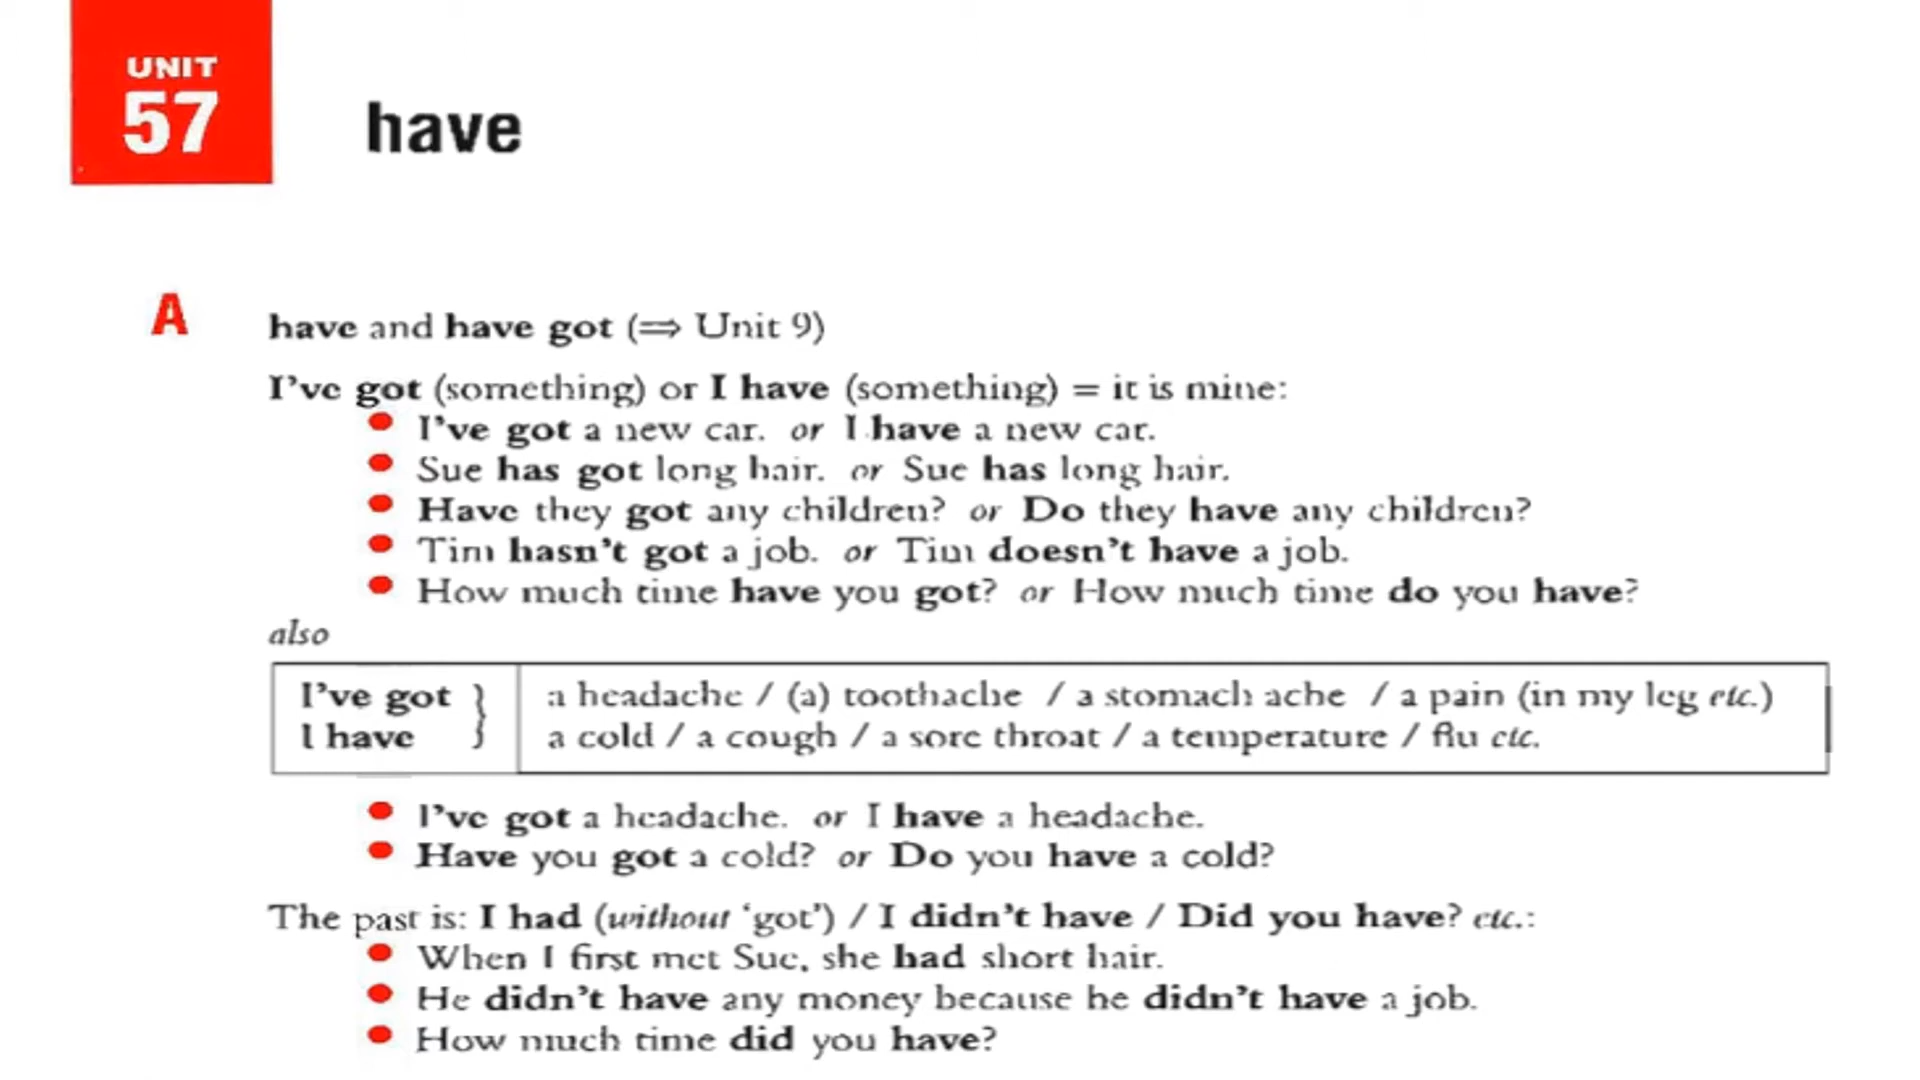 UNIT
57
have
A
have and have got (⇒ Unit 9)
I've got (something) or I have (something) = it is mine:
• I've got a new car. or I have a new car.
• Sue has got long hair. or Sue has long hair.
• Have they got any children? or Do they have any children?
• Tim hasn't got a job. or Tim doesn't have a job.
• How much time have you got? or How much time do you have?
also
I've got } a headache / (a) toothache / a stomach ache / a pain (in my leg etc.)
I have } a cold / a cough / a sore throat / a temperature / flu etc.
• I've got a headache. or I have a headache.
• Have you got a cold? or Do you have a cold?
The past is: I had (without 'got') / I didn't have / Did you have? etc.:
• When I first met Sue, she had short hair.
• He didn't have any money because he didn't have a job.
• How much time did you have?